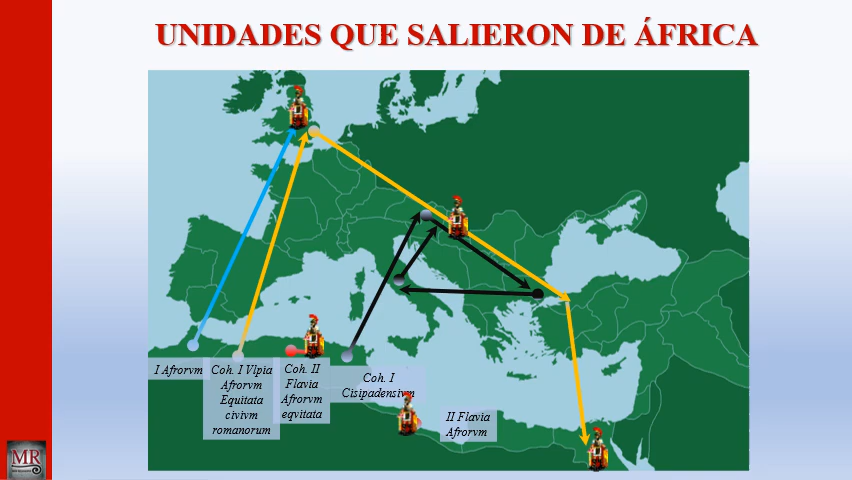 UNIDADES QUE SALIERON DE ÁFRICA
I Afrorvm
Coh. I Vlpia
Afrorvm
Equitata
civivm
romanorum
Coh. II
Flavia
Afrorvm
eqvitata
Coh. I
Cisipadensivm
II Flavia
Afrorvm
MR